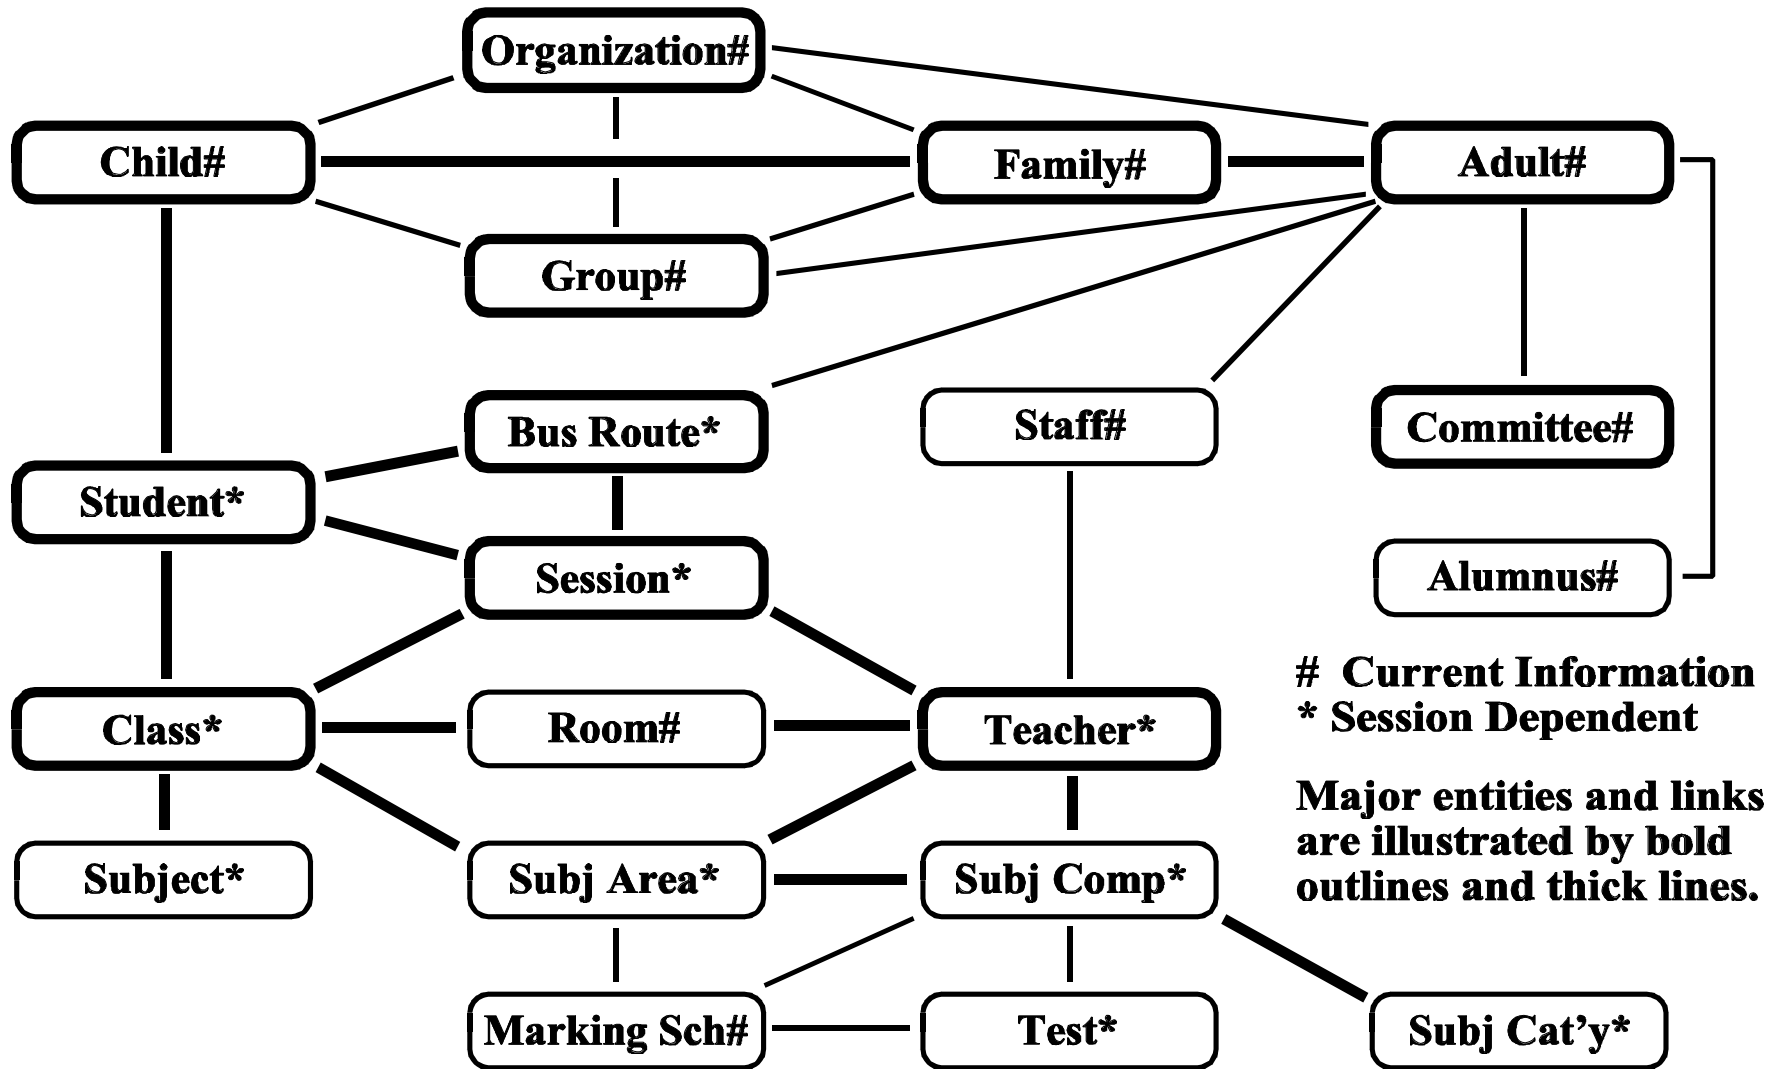 Organization#
Child#
Family#
Adult#
Group#
Bus Route*
Staff#
Committee#
Student*
Session*
Alumnus#
# Current Information
* Session Dependent
Class*
Room#
Teacher*
Major entities and links
are illustrated by bold
outlines and thick lines.
Subject*
Subj Area*
Subj Comp*
Marking Sch#
Test*
Subj Cat’y*